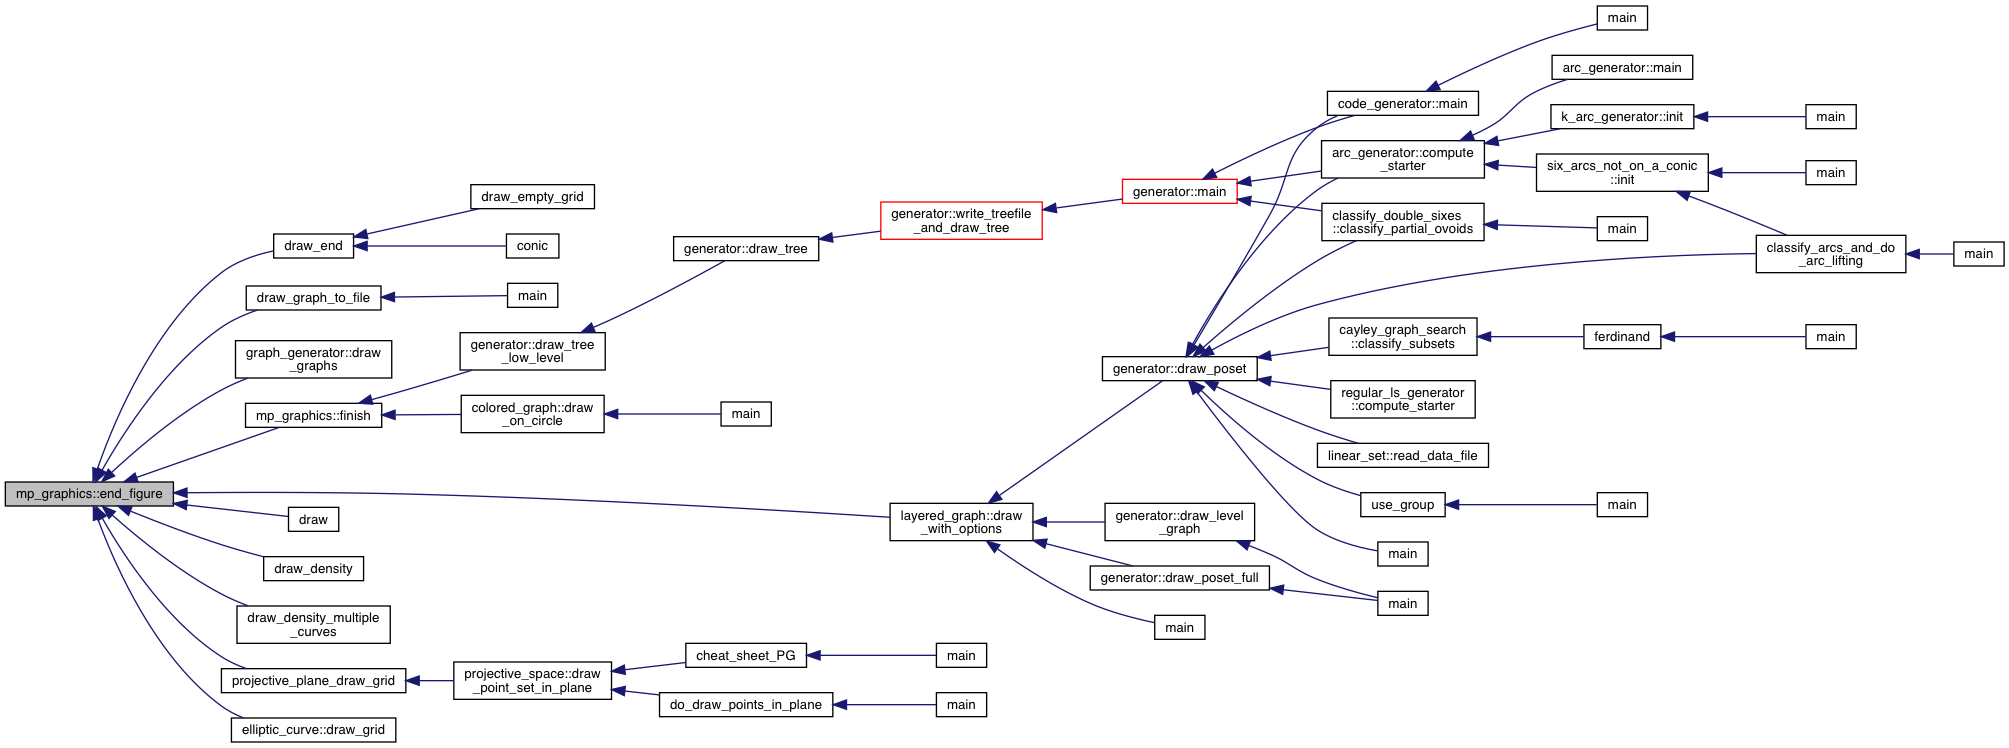 main
arc_generator::main
code_generator::main
k_arc_generator::init
main
arc_generator::compute
_starter
six_arcs_not_on_a_conic
::init
main
generator::main
draw_empty_grid
generator::write_treefile
_and_draw_tree
classify_double_sixes
::classify_partial_ovoids
main
draw_end
conic
generator::draw_tree
classify_arcs_and_do
_arc_lifting
main
draw_graph_to_file
main
graph_generator::draw
_graphs
generator::draw_tree
_low_level
cayley_graph_search
::classify_subsets
ferdinand
main
generator::draw_poset
regular_ls_generator
::compute_starter
mp_graphics::finish
colored_graph::draw
_on_circle
main
linear_set::read_data_file
mp_graphics::end_figure
use_group
main
draw
layered_graph::draw
_with_options
generator::draw_level
_graph
main
draw_density
generator::draw_poset_full
main
draw_density_multiple
_curves
main
cheat_sheet_PG
main
projective_plane_draw_grid
projective_space::draw
_point_set_in_plane
do_draw_points_in_plane
main
elliptic_curve::draw_grid